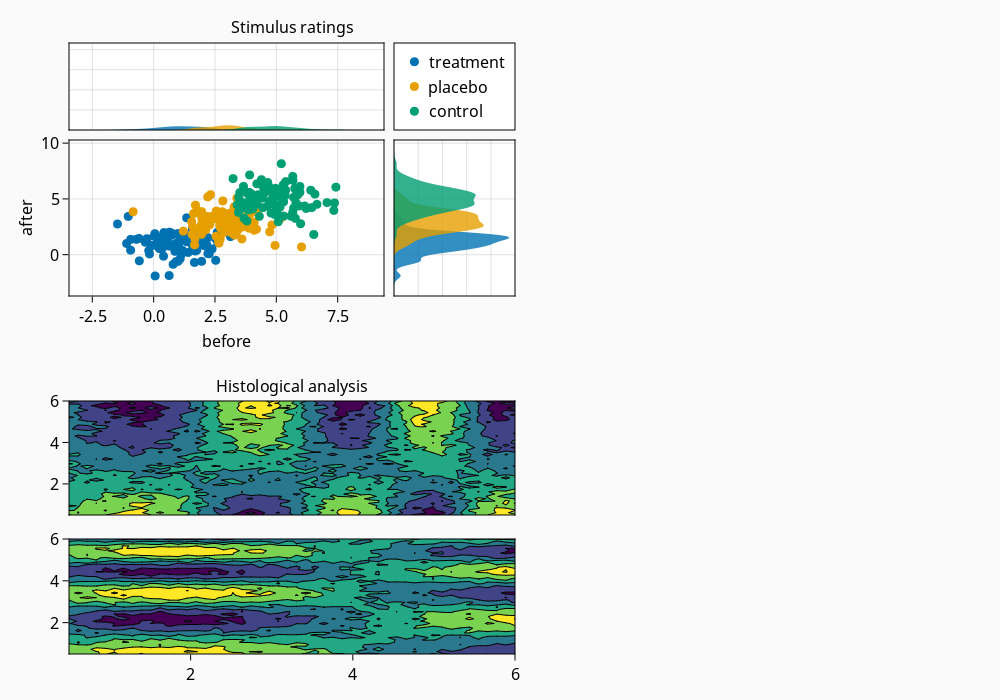 Stimulus ratings
treatment
placebo
control
10
5
0
after
-2.5 0.0 2.5 5.0 7.5
before
Histological analysis
6
4
2
6
4
2
2 4 6